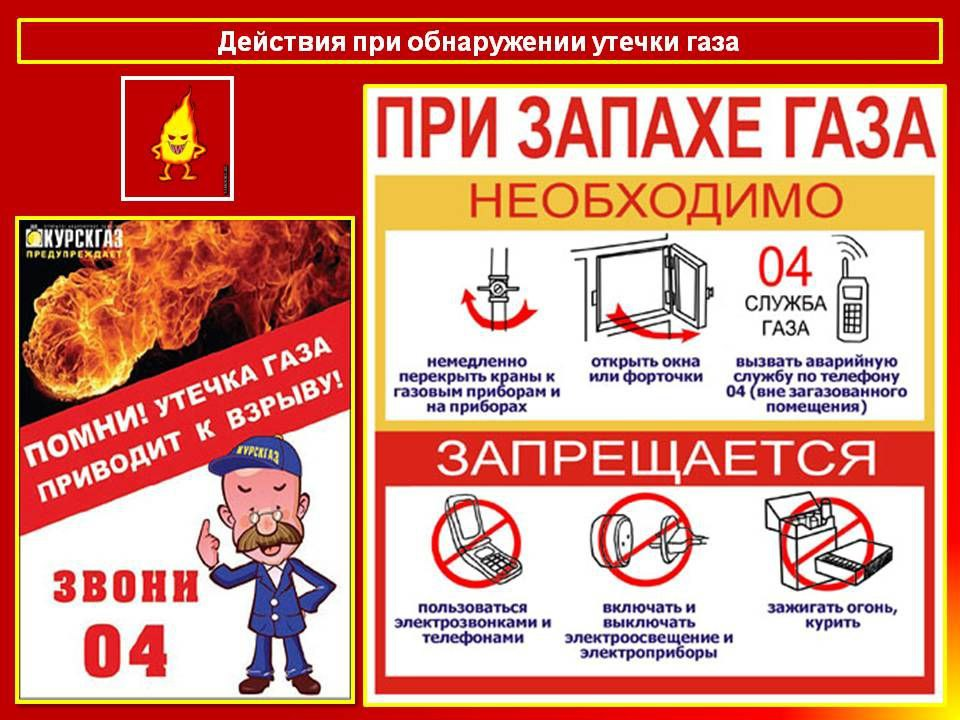 Действия при обнаружении утечки газа
КУРСКГАЗ
ПРЕДУПРЕЖДАЕТ
ПОМНИ! УТЕЧКА ГАЗА
ПРИВОДИТ К ВЗРЫВУ!
КУРСКГАЗ
ЗВОНИ
04
ПРИ ЗАПАХЕ ГАЗА
НЕОБХОДИМО
немедленно
перекрыть краны к
газовым приборам и
на приборах
открыть окна
или форточки
04
СЛУЖБА
ГАЗА
вызвать аварийную
службу по телефону
04 (вне загазованного
помещения)
ЗАПРЕЩАЕТСЯ
пользоваться
электрозвонками и
телефонами
включать и
выключать
электроосвещение и
электроприборы
зажигать огонь,
курить